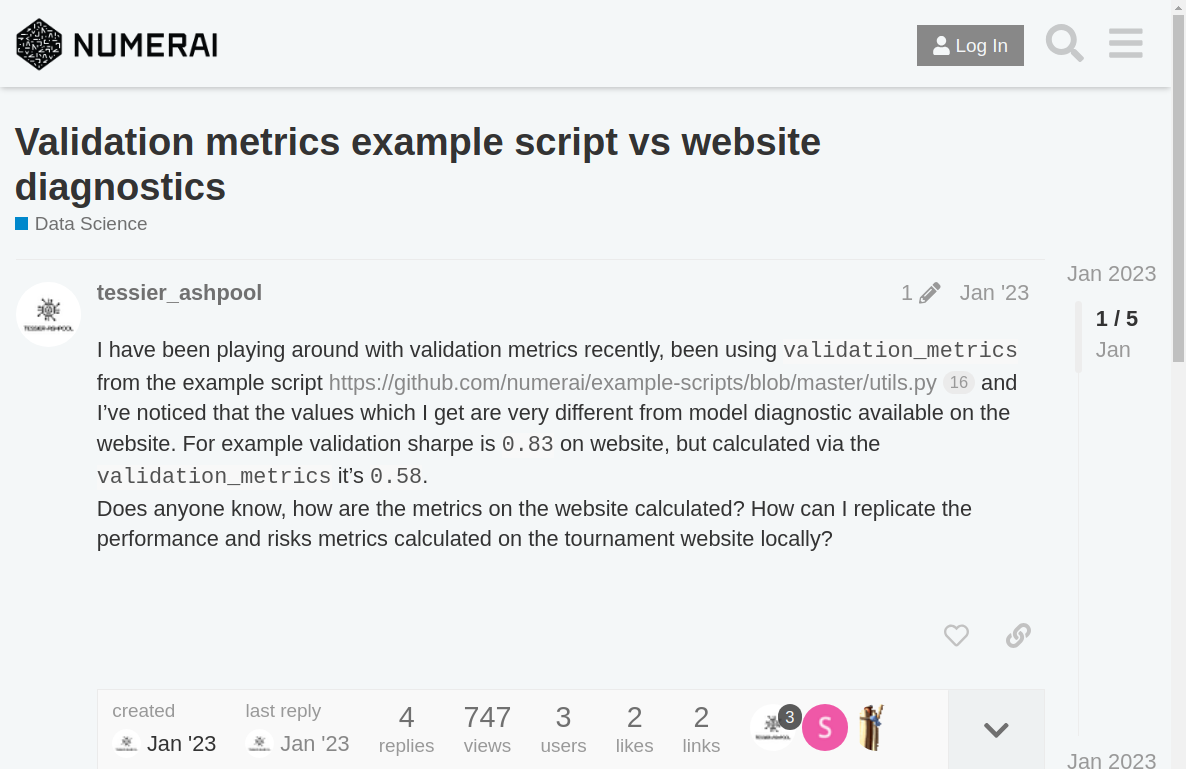 NUMERAI
Log In
Validation metrics example script vs website
diagnostics
Data Science
Jan 2023
tessier_ashpool
1
Jan '23
1 / 5
Jan
I have been playing around with validation metrics recently, been using validation_metrics
from the example script https://github.com/numerai/example-scripts/blob/master/utils.py 16 and
I’ve noticed that the values which I get are very different from model diagnostic available on the
website. For example validation sharpe is 0.83 on website, but calculated via the
validation_metrics it’s 0.58.
Does anyone know, how are the metrics on the website calculated? How can I replicate the
performance and risks metrics calculated on the tournament website locally?
created
Jan '23
last reply
Jan '23
4
replies
747
views
3
users
2
likes
2
links
3
S
Jan 2023